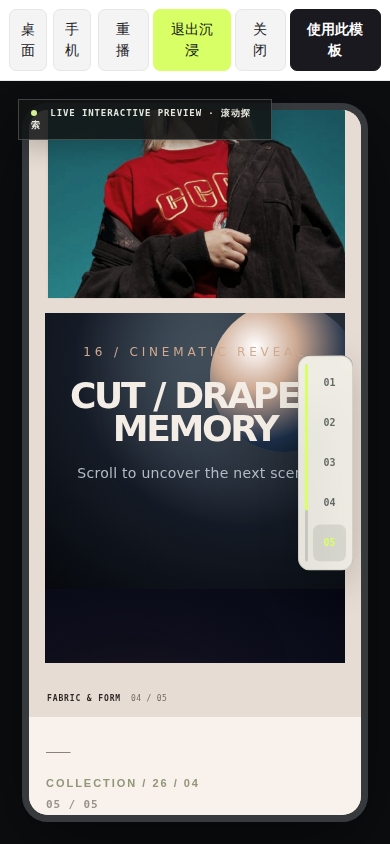 桌面
手机
重播
退出沉浸
关闭
使用此模板
LIVE INTERACTIVE PREVIEW · 滚动探索
16 / CINEMATIC REVEA
CUT / DRAPE
MEMORY
Scroll to uncover the next scen
01
02
03
04
05
FABRIC & FORM 04 / 05
COLLECTION / 26 / 04
05 / 05